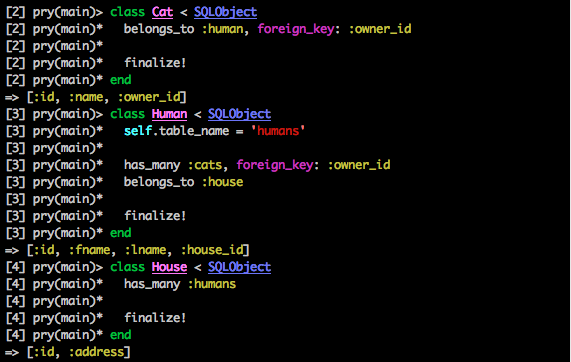 [2] pry(main)> class Cat < SQLObject
[2] pry(main)*   belongs_to :human, foreign_key: :owner_id
[2] pry(main)*
[2] pry(main)*   finalize!
[2] pry(main)* end
=> [:id, :name, :owner_id]
[3] pry(main)> class Human < SQLObject
[3] pry(main)*   self.table_name = 'humans'
[3] pry(main)*
[3] pry(main)*   has_many :cats, foreign_key: :owner_id
[3] pry(main)*   belongs_to :house
[3] pry(main)*
[3] pry(main)*   finalize!
[3] pry(main)* end
=> [:id, :fname, :lname, :house_id]
[4] pry(main)> class House < SQLObject
[4] pry(main)*   has_many :humans
[4] pry(main)*
[4] pry(main)*   finalize!
[4] pry(main)* end
=> [:id, :address]